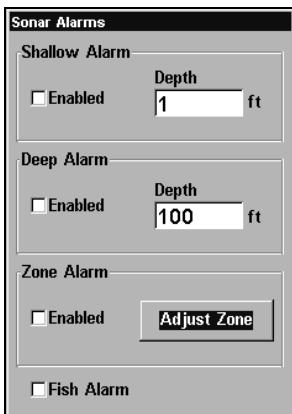 Sonar Alarms
Shallow Alarm
Depth
Enabled
1 ft
Deep Alarm
Depth
Enabled
100 ft
Zone Alarm
Enabled
Adjust Zone
Fish Alarm